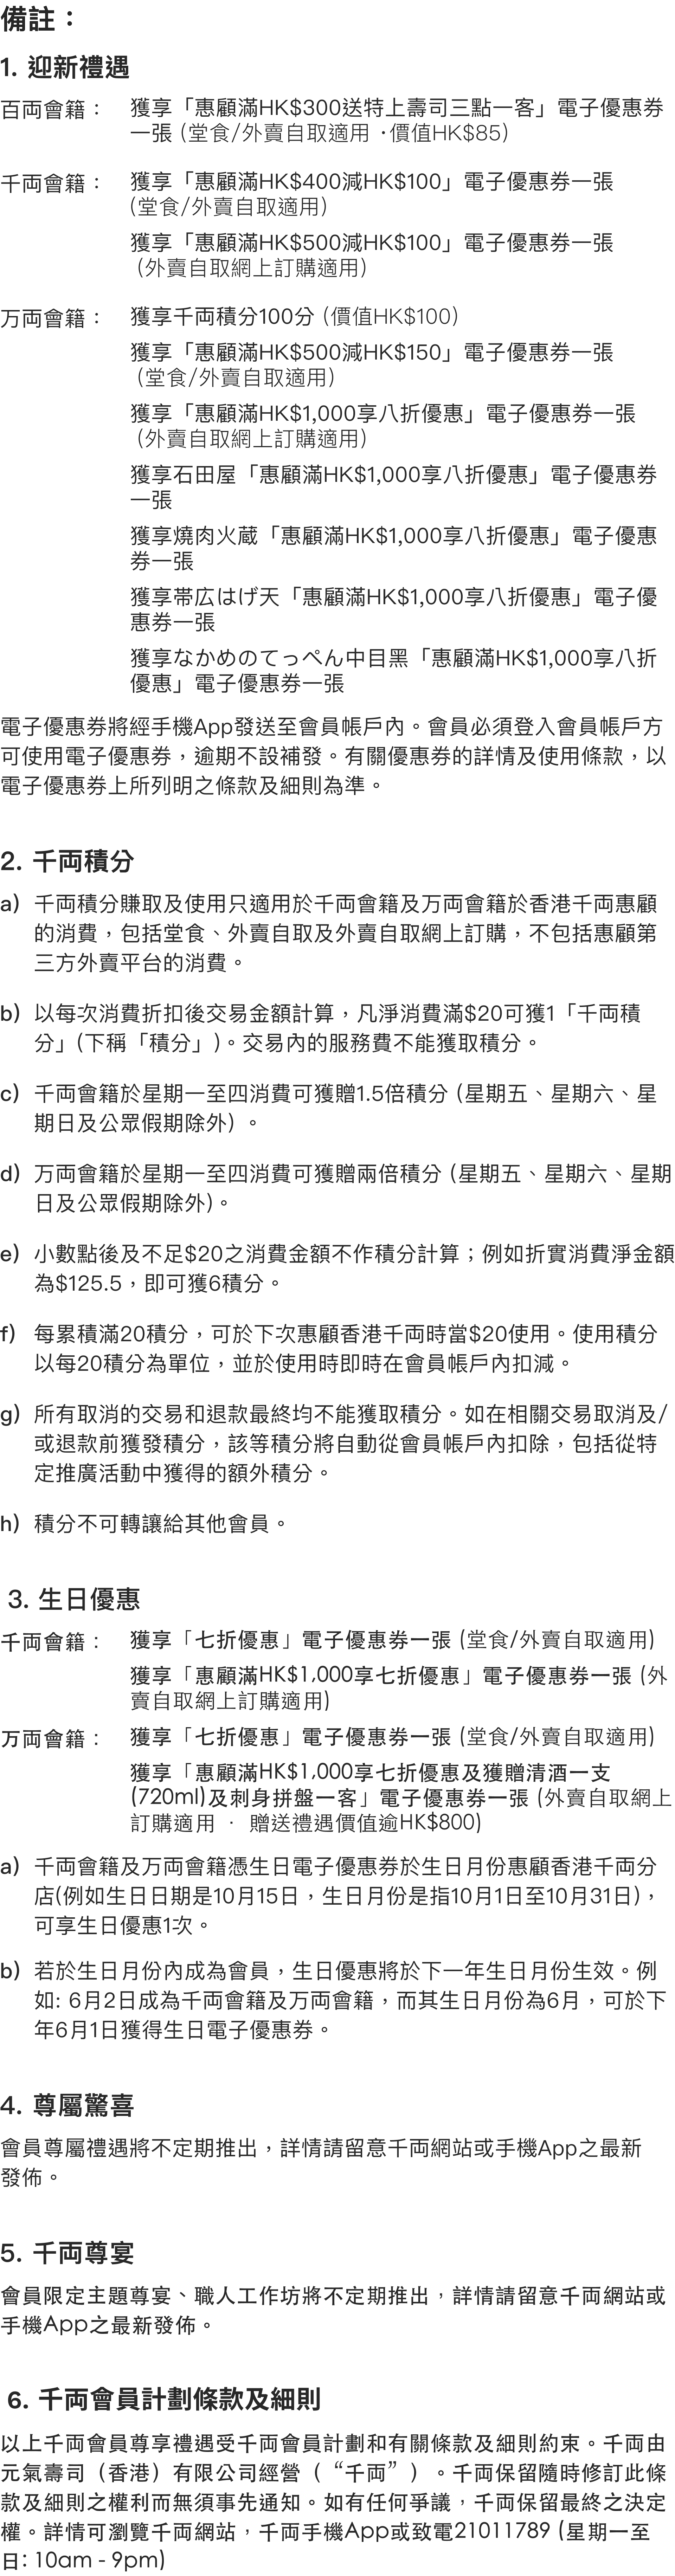 備註：
1. 迎新禮遇
百両會籍： 獲享「惠顧滿HK$300送特上壽司三點一客」電子優惠券
一張 (堂食/外賣自取適用 ·價值HK$85)
千両會籍： 獲享「惠顧滿HK$400減HK$100」電子優惠券一張
(堂食/外賣自取適用)
獲享「惠顧滿HK$500減HK$100」電子優惠券一張
(外賣自取網上訂購適用)
万両會籍： 獲享千両積分100分 (價值HK$100)
獲享「惠顧滿HK$500減HK$150」電子優惠券一張
(堂食/外賣自取適用)
獲享「惠顧滿HK$1,000享八折優惠」電子優惠券一張
(外賣自取網上訂購適用)
獲享石田屋「惠顧滿HK$1,000享八折優惠」電子優惠券
一張
獲享燒肉火蔵「惠顧滿HK$1,000享八折優惠」電子優惠
券一張
獲享帯広はげ天「惠顧滿HK$1,000享八折優惠」電子優
惠券一張
獲享なかめのてっぺん中目黑「惠顧滿HK$1,000享八折
優惠」電子優惠券一張
電子優惠券將經手機App發送至會員帳戶內。會員必須登入會員帳戶方
可使用電子優惠券，逾期不設補發。有關優惠券的詳情及使用條款，以
電子優惠券上所列明之條款及細則為準。
2. 千両積分
a) 千両積分賺取及使用只適用於千両會籍及万両會籍於香港千両惠顧
的消費，包括堂食、外賣自取及外賣自取網上訂購，不包括惠顧第
三方外賣平台的消費。
b) 以每次消費折扣後交易金額計算，凡淨消費滿$20可獲1「千両積
分」(下稱「積分」)。交易內的服務費不能獲取積分。
c) 千両會籍於星期一至四消費可獲贈1.5倍積分 (星期五、星期六、星
期日及公眾假期除外) 。
d) 万両會籍於星期一至四消費可獲贈兩倍積分 (星期五、星期六、星期
日及公眾假期除外)。
e) 小數點後及不足$20之消費金額不作積分計算；例如折實消費淨金額
為$125.5，即可獲6積分。
f) 每累積滿20積分，可於下次惠顧香港千両時當$20使用。使用積分
以每20積分為單位，並於使用時即時在會員帳戶內扣減。
g) 所有取消的交易和退款最終均不能獲取積分。如在相關交易取消及/
或退款前獲發積分，該等積分將自動從會員帳戶內扣除，包括從特
定推廣活動中獲得的額外積分。
h) 積分不可轉讓給其他會員。
3. 生日優惠
千両會籍： 獲享「七折優惠」電子優惠券一張 (堂食/外賣自取適用)
獲享「惠顧滿HK$1,000享七折優惠」電子優惠券一張 (外
賣自取網上訂購適用)
万両會籍： 獲享「七折優惠」電子優惠券一張 (堂食/外賣自取適用)
獲享「惠顧滿HK$1,000享七折優惠及獲贈清酒一支
(720ml)及刺身拼盤一客」電子優惠券一張 (外賣自取網上
訂購適用 · 贈送禮遇價值逾HK$800)
a) 千両會籍及万両會籍憑生日電子優惠券於生日月份惠顧香港千両分
店(例如生日日期是10月15日，生日月份是指10月1日至10月31日)，
可享生日優惠1次。
b) 若於生日月份內成為會員，生日優惠將於下一年生日月份生效。例
如: 6月2日成為千両會籍及万両會籍，而其生日月份為6月，可於下
年6月1日獲得生日電子優惠券。
4. 尊屬驚喜
會員尊屬禮遇將不定期推出，詳情請留意千両網站或手機App之最新
發佈。
5. 千両尊宴
會員限定主題尊宴、職人工作坊將不定期推出，詳情請留意千両網站或
手機App之最新發佈。
6. 千両會員計劃條款及細則
以上千両會員尊享禮遇受千両會員計劃和有關條款及細則約束。千両由
元氣壽司（香港）有限公司經營（“千両”）。千両保留隨時修訂此條
款及細則之權利而無須事先通知。如有任何爭議，千両保留最終之決定
權。詳情可瀏覽千両網站，千両手機App或致電21011789 (星期一至
日: 10am - 9pm)